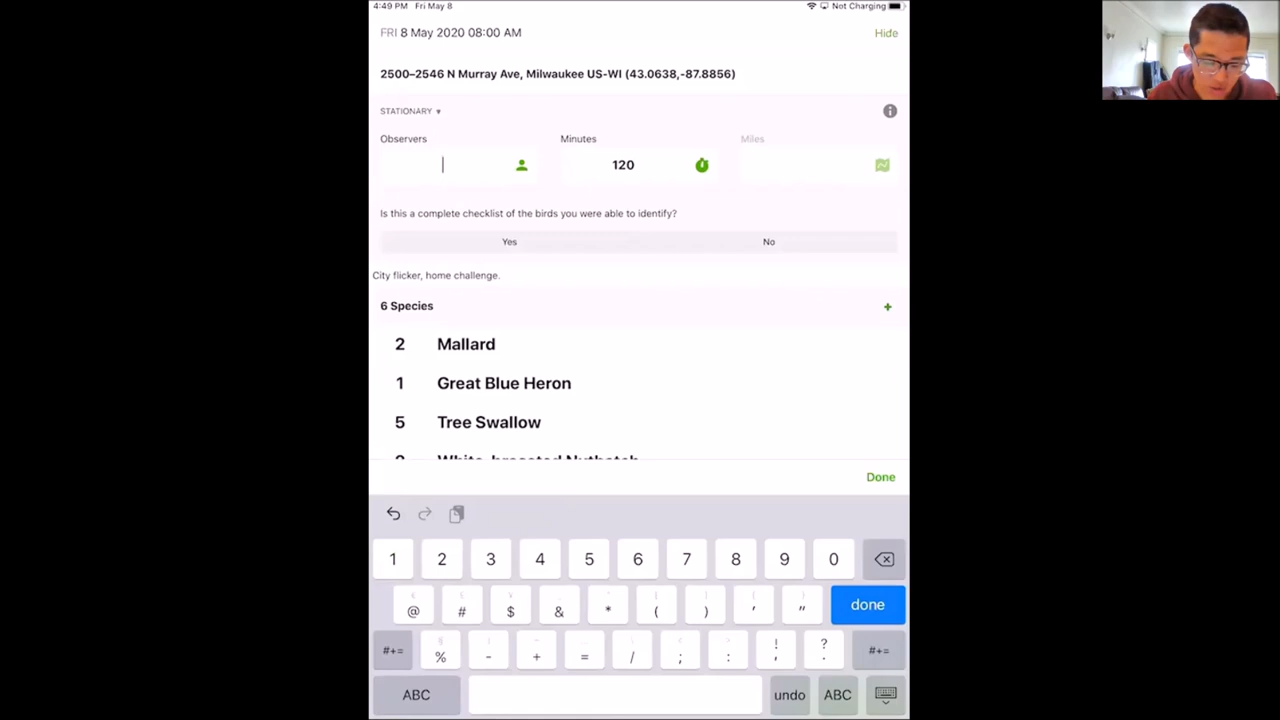 4:49 PM Fri May 8
Not Charging
FRI 8 May 2020 08:00 AM
Hide
2500–2546 N Murray Ave, Milwaukee US-WI (43.0638,-87.8856)
STATIONARY ▾
Observers Minutes Miles
120
Is this a complete checklist of the birds you were able to identify?
Yes No
City flicker, home challenge.
6 Species +
2 Mallard
1 Great Blue Heron
5 Tree Swallow
White-breasted Nuthatch
Done
1 2 3 4 5 6 7 8 9 0
@ # $ & * ( ) ' "
done
#+= % - + = / ; : ! , ? . #+=
ABC undo ABC